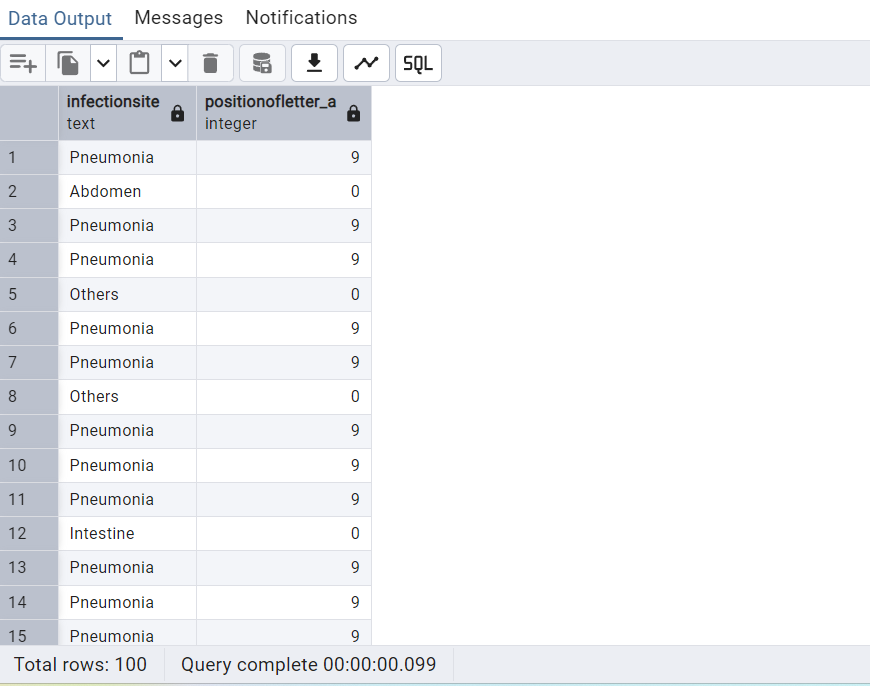 Data Output Messages Notifications
SQL
infectionsite positionofletter_a
text integer
1 Pneumonia 9
2 Abdomen 0
3 Pneumonia 9
4 Pneumonia 9
5 Others 0
6 Pneumonia 9
7 Pneumonia 9
8 Others 0
9 Pneumonia 9
10 Pneumonia 9
11 Pneumonia 9
12 Intestine 0
13 Pneumonia 9
14 Pneumonia 9
15 Pneumonia 9
Total rows: 100 Query complete 00:00:00.099